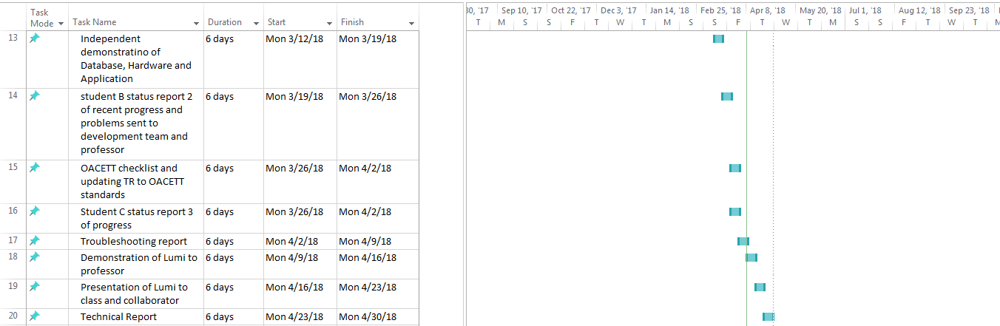 Task Mode Task Name Duration Start Finish
30, '17 Sep 10, '17 Oct 22, '17 Dec 3, '17 Jan 14, '18 Feb 25, '18 Apr 8, '18 May 20, '18 Jul 1, '18 Aug 12, '18 Sep 23, '18
T M S F T W S T M S F T W S T M S F T W T M
13 Independent 6 days Mon 3/12/18 Mon 3/19/18
demonstratino of
Database, Hardware and
Application
14 student B status report 2 6 days Mon 3/19/18 Mon 3/26/18
of recent progress and
problems sent to
development team and
professor
15 OACETT checklist and 6 days Mon 3/26/18 Mon 4/2/18
updating TR to OACETT
standards
16 Student C status report 3 6 days Mon 3/26/18 Mon 4/2/18
of progress
17 Troubleshooting report 6 days Mon 4/2/18 Mon 4/9/18
18 Demonstration of Lumi to 6 days Mon 4/9/18 Mon 4/16/18
professor
19 Presentation of Lumi to 6 days Mon 4/16/18 Mon 4/23/18
class and collaborator
20 Technical Report 6 days Mon 4/23/18 Mon 4/30/18